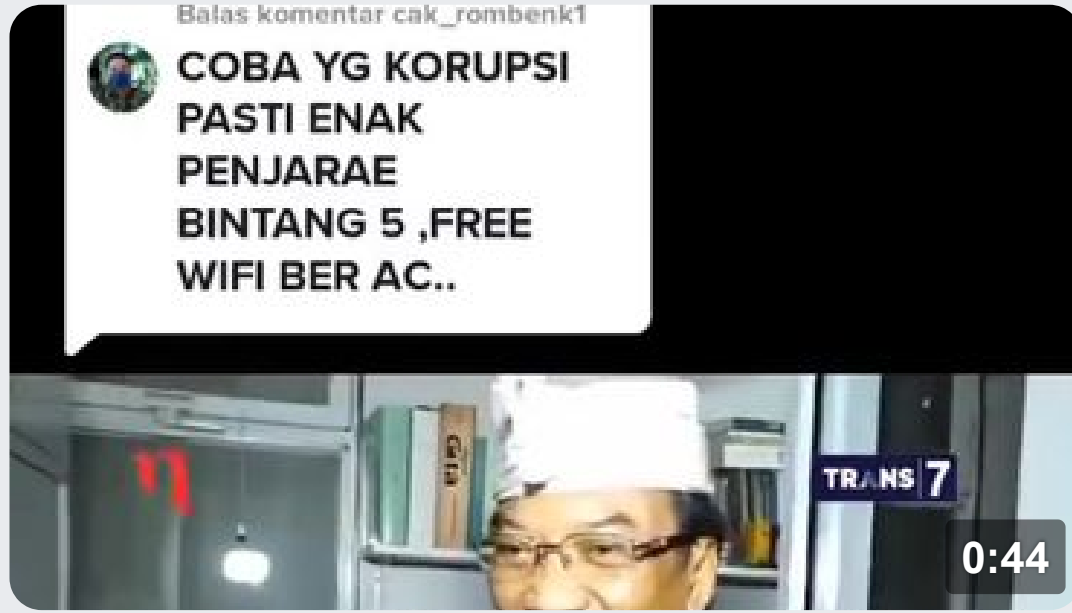 Balas komentar cak_rombenk1
COBA YG KORUPSI
PASTI ENAK
PENJARAE
BINTANG 5 ,FREE
WIFI BER AC..
TRANS|7
0:44